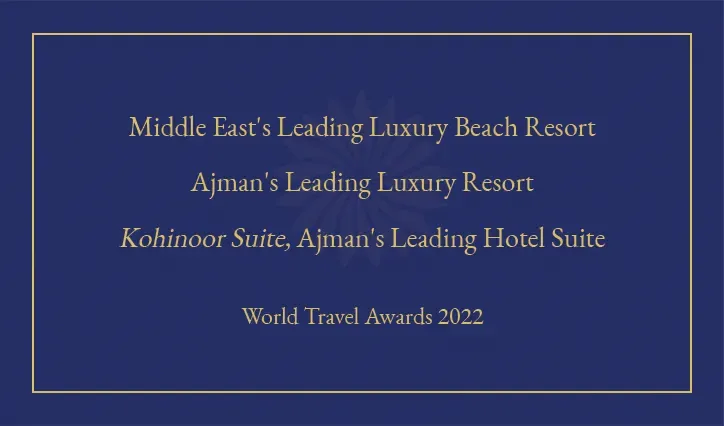 Middle East's Leading Luxury Beach Resort
Ajman's Leading Luxury Resort
Kohinoor Suite, Ajman's Leading Hotel Suite
World Travel Awards 2022